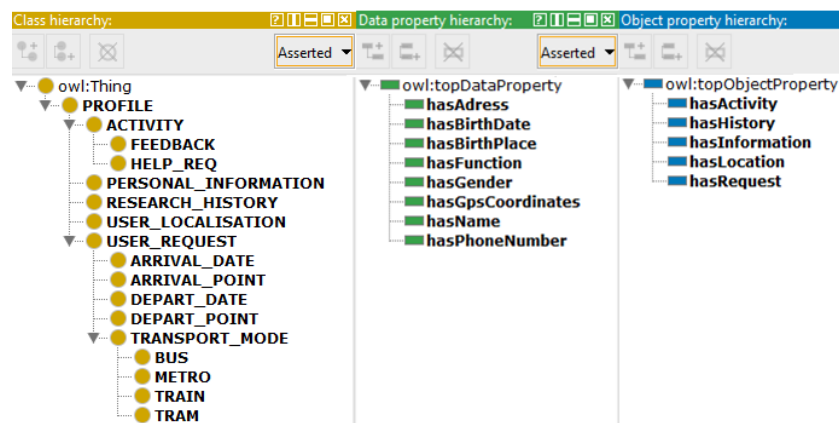 Class hierarchy:
Asserted
owl:Thing
PROFILE
ACTIVITY
FEEDBACK
HELP_REQ
PERSONAL_INFORMATION
RESEARCH_HISTORY
USER_LOCALISATION
USER_REQUEST
ARRIVAL_DATE
ARRIVAL_POINT
DEPART_DATE
DEPART_POINT
TRANSPORT_MODE
BUS
METRO
TRAIN
TRAM
Data property hierarchy:
Asserted
owl:topDataProperty
hasAdress
hasBirthDate
hasBirthPlace
hasFunction
hasGender
hasGpsCoordinates
hasName
hasPhoneNumber
Object property hierarchy:
owl:topObjectProperty
hasActivity
hasHistory
hasInformation
hasLocation
hasRequest